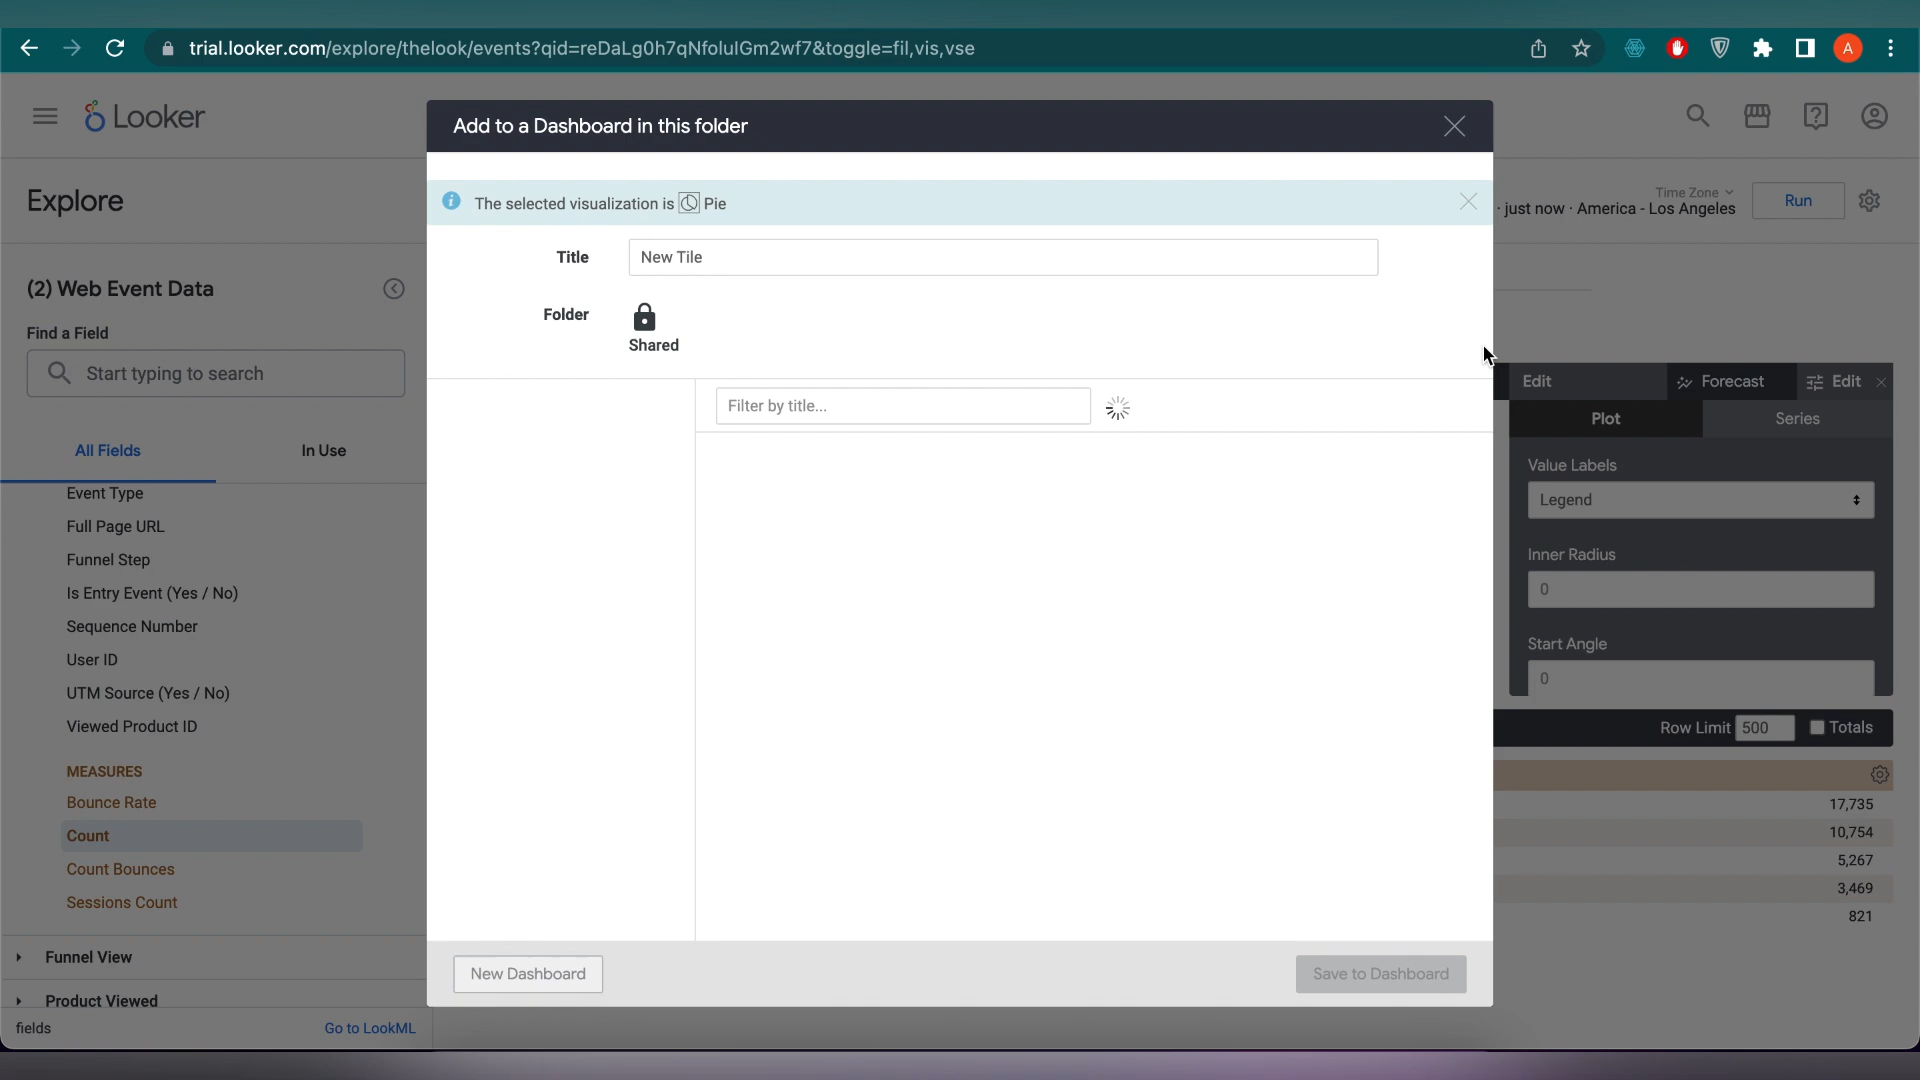 trial.looker.com/explore/thelook/events?qid=reDaLg0h7qNfolulGm2wf7&toggle=fil,vis,vse
A
Looker
Add to a Dashboard in this folder
Explore
The selected visualization is Pie
· just now · America - Los Angeles
Time Zone
Run
Title
New Tile
(2) Web Event Data
Folder
Shared
Find a Field
Start typing to search
Edit
Forecast
Edit
Filter by title...
Plot
Series
All Fields
In Use
Value Labels
Legend
Event Type
Full Page URL
Funnel Step
Inner Radius
0
Is Entry Event (Yes / No)
Sequence Number
Start Angle
0
User ID
UTM Source (Yes / No)
Viewed Product ID
Row Limit 500
Totals
MEASURES
Bounce Rate
17,735
Count
10,754
Count Bounces
5,267
Sessions Count
3,469
821
Funnel View
New Dashboard
Save to Dashboard
Product Viewed
fields
Go to LookML